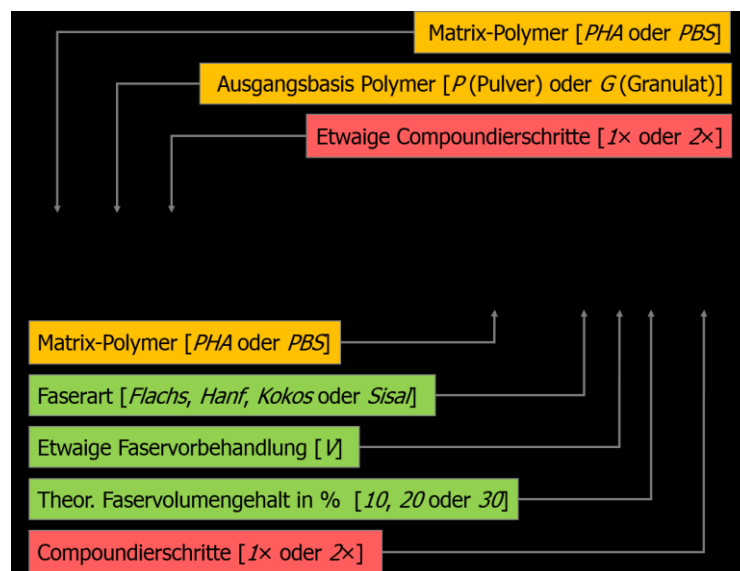 Matrix-Polymer [PHA oder PBS]
Ausgangsbasis Polymer [P (Pulver) oder G (Granulat)]
Etwaige Compoundierschritte [1× oder 2×]
Matrix-Polymer [PHA oder PBS]
Faserart [Flachs, Hanf, Kokos oder Sisal]
Etwaige Faservorbehandlung [V]
Theor. Faservolumengehalt in % [10, 20 oder 30]
Compoundierschritte [1× oder 2×]